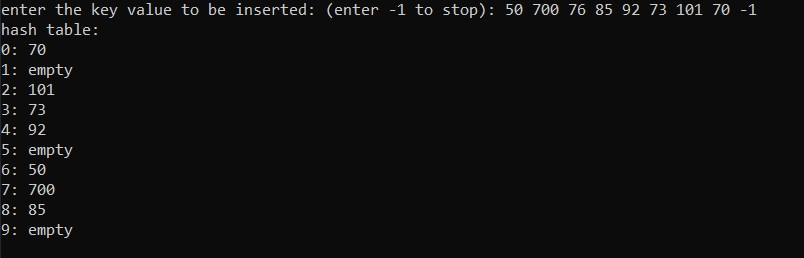 enter the key value to be inserted: (enter -1 to stop): 50 700 76 85 92 73 101 70 -1
hash table:
0: 70
1: empty
2: 101
3: 73
4: 92
5: empty
6: 50
7: 700
8: 85
9: empty